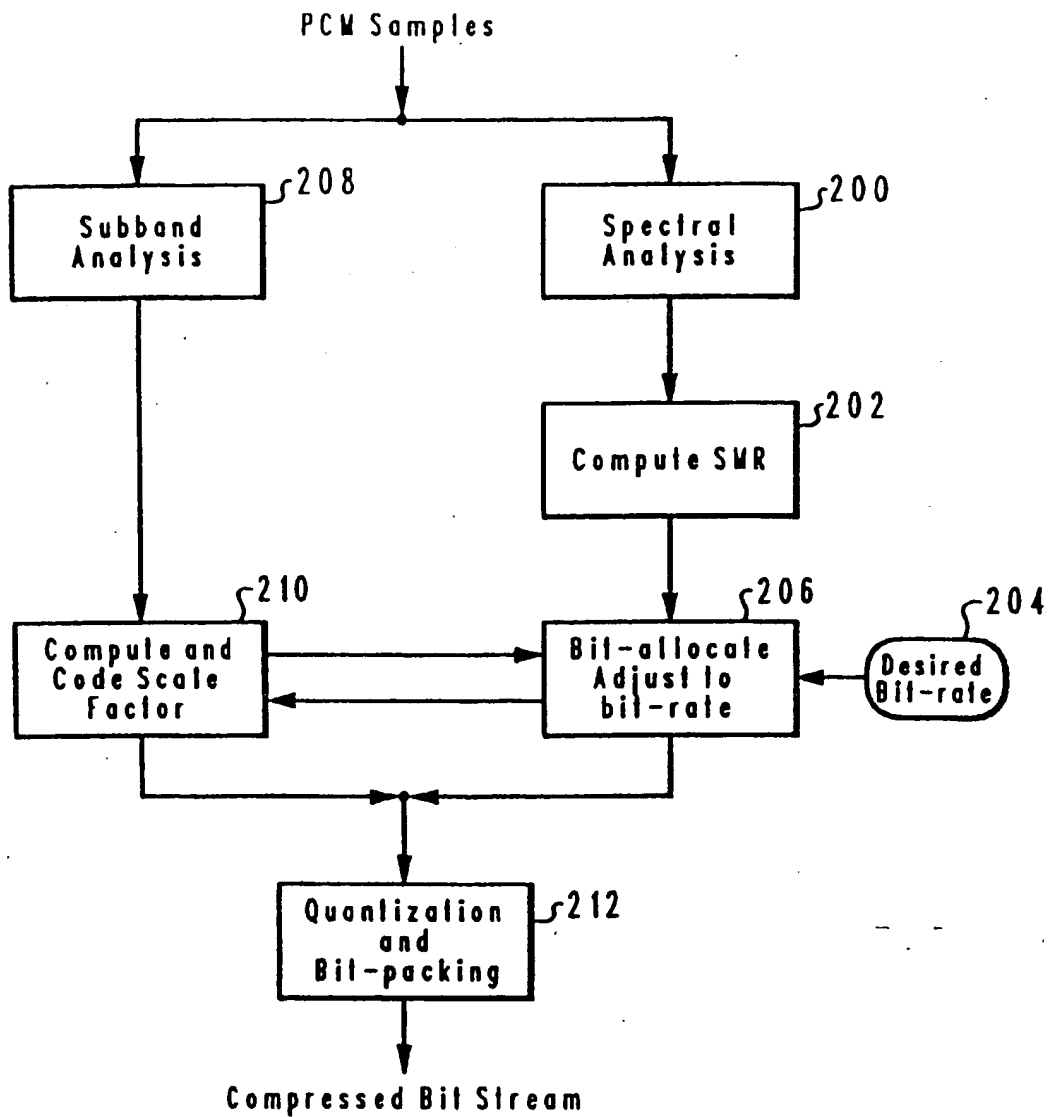 PCM Samples
208
Subband
Analysis
200
Spectral
Analysis
202
Compute SMR
210
Compute and
Code Scale
Factor
206
Bit-allocate
Adjust to
bit-rate
204
Desired
Bit-rate
Quantization
and
Bit-packing
212
Compressed Bit Stream